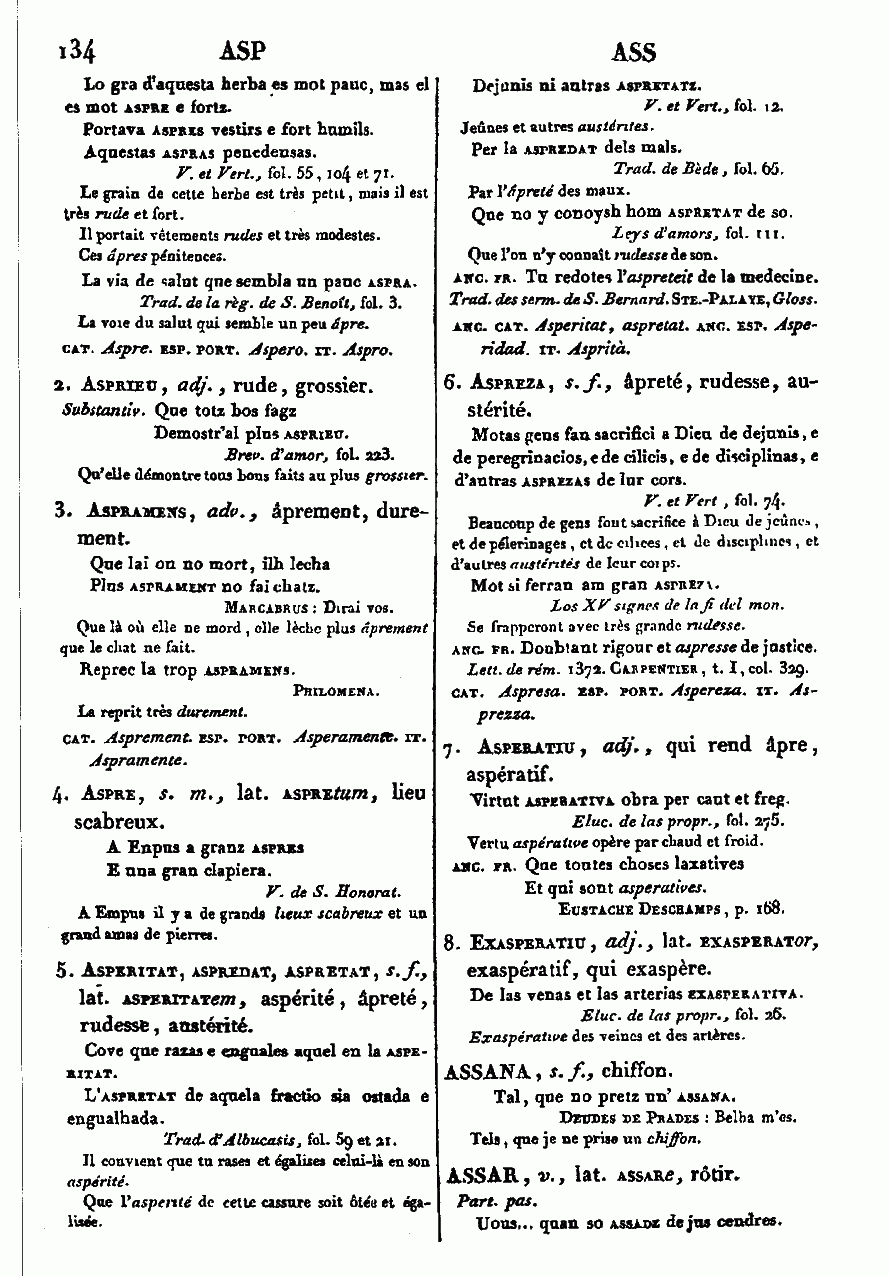 134 ASP ASS
Lo gra d'aquesta herba es mot pauc, mas el
es mot ASPRE e fortz.
Portava ASPRES vestirs e fort humils.
Aquestas ASPRAS penedensas.
V. et Vert., fol. 55, 104 et 71.
Le grain de cette herbe est très petit, mais il est
très rude et fort.
Il portait vêtements rudes et très modestes.
Ces âpres pénitences.
La via de salut que sembla un pauc ASPRA.
Trad. de la règ. de S. Benoît, fol. 3.
La voie du salut qui semble un peu âpre.
CAT. Aspre. ESP. PORT. Aspero. IT. Aspro.
2. ASPRIEU, adj., rude, grossier.
Substantiv. Que totz bos fagz
Demostr'al plus ASPRIEU.
Brev. d'amor, fol. 223.
Qu'elle démontre tous bons faits au plus grossier.
3. ASPRAMENS, adv., âprement, dure-
ment.
Que lai on no mort, ilh lecha
Plus ASPRAMENT no fai chatz.
MARCABRUS : Dirai vos.
Que là où elle ne mord, elle lèche plus âprement
que le chat ne fait.
Repren la trop ASPRAMENS.
PHILOMENA.
La reprit très durement.
CAT. Asprement. ESP. PORT. Asperamente. IT.
Aspramente.
4. ASPRE, s. m., lat. ASPREtum, lieu
scabreux.
A Enpus a granz ASPRES
E una gran clapiera.
V. de S. Honorat.
A Empus il y a de grands lieux scabreux et un
grand amas de pierres.
5. ASPERITAT, ASPREDAT, ASPRETAT, s. f.,
lat. ASPERITATem, aspérité, âpreté,
rudesse, austérité.
Cove que razas e enguales aquel en la ASPE-
RITAT.
L'ASPRETAT de aquela fractio sia ostada e
engualhada.
Trad. d'Albucasis, fol. 59 et 21.
Il convient que tu rases et égalises celui-là en son
aspérité.
Que l'aspérité de cette cassure soit ôtée et éga-
lisée.
Dejunis ni autras ASPRETATZ.
V. et Vert., fol. 12.
Jeûnes et autres austérites.
Per la ASPREDAT dels mals.
Trad. de Bède, fol. 66.
Par l'âpreté des maux.
Que no y conoysh hom ASPRETAT de so.
Leys d'amors, fol. 111.
Que l'on n'y connaît rudesse de son.
ANC. FR. Tu redotes l'aspreteit de la medecine.
Trad. des serm. de S. Bernard. STE.-PALAYE, Gloss.
ANC. CAT. Asperitat, aspretat. ANC. ESP. Aspe-
ridad. IT. Asprità.
6. ASPREZA, s. f., âpreté, rudesse, au-
stérité.
Motas gens fan sacrifici a Dieu de dejunis, e
de peregrinacios, e de cilicis, e de disciplinas, e
d'autras ASPREZAS de lur cors.
V. et Vert, fol. 74.
Beaucoup de gens font sacrifice à Dieu de jeûnes,
et de pélerinages, et de cilices, et de disciplines, et
d'autres austérités de leur corps.
Mot si ferran am gran ASPREZA.
Los XV signes de la fi del mon.
Se frapperont avec très grande rudesse.
ANC. FR. Doubtant rigour et aspresse de justice.
Lett. de rém. 1372. CARPENTIER, t. I, col. 329.
CAT. Aspresa. ESP. PORT. Aspereza. IT. As-
prezza.
7. ASPERATIU, adj., qui rend âpre,
aspératif.
Virtut ASPERATIVA obra per caut et freg.
Eluc. de las propr., fol. 276.
Vertu aspérative opère par chaud et froid.
ANC. FR. Que toutes choses laxatives
Et qui sont asperatives.
EUSTACHE DESCHAMPS, p. 168.
8. EXASPERATIU, adj., lat. EXASPERATor,
exaspératif, qui exaspère.
De las venas et las arterias EXASPERATIVA.
Eluc. de las propr., fol. 26.
Exaspérative des veines et des artères.
ASSANA, s. f., chiffon.
Tal, que no pretz un' ASSANA.
DEUDES DE PRADES : Belha m'es.
Tels, que je ne prise un chiffon.
ASSAR, v., lat. ASSARe, rôtir.
Part. pas.
Uous... quan so ASSADE dejus cendres.